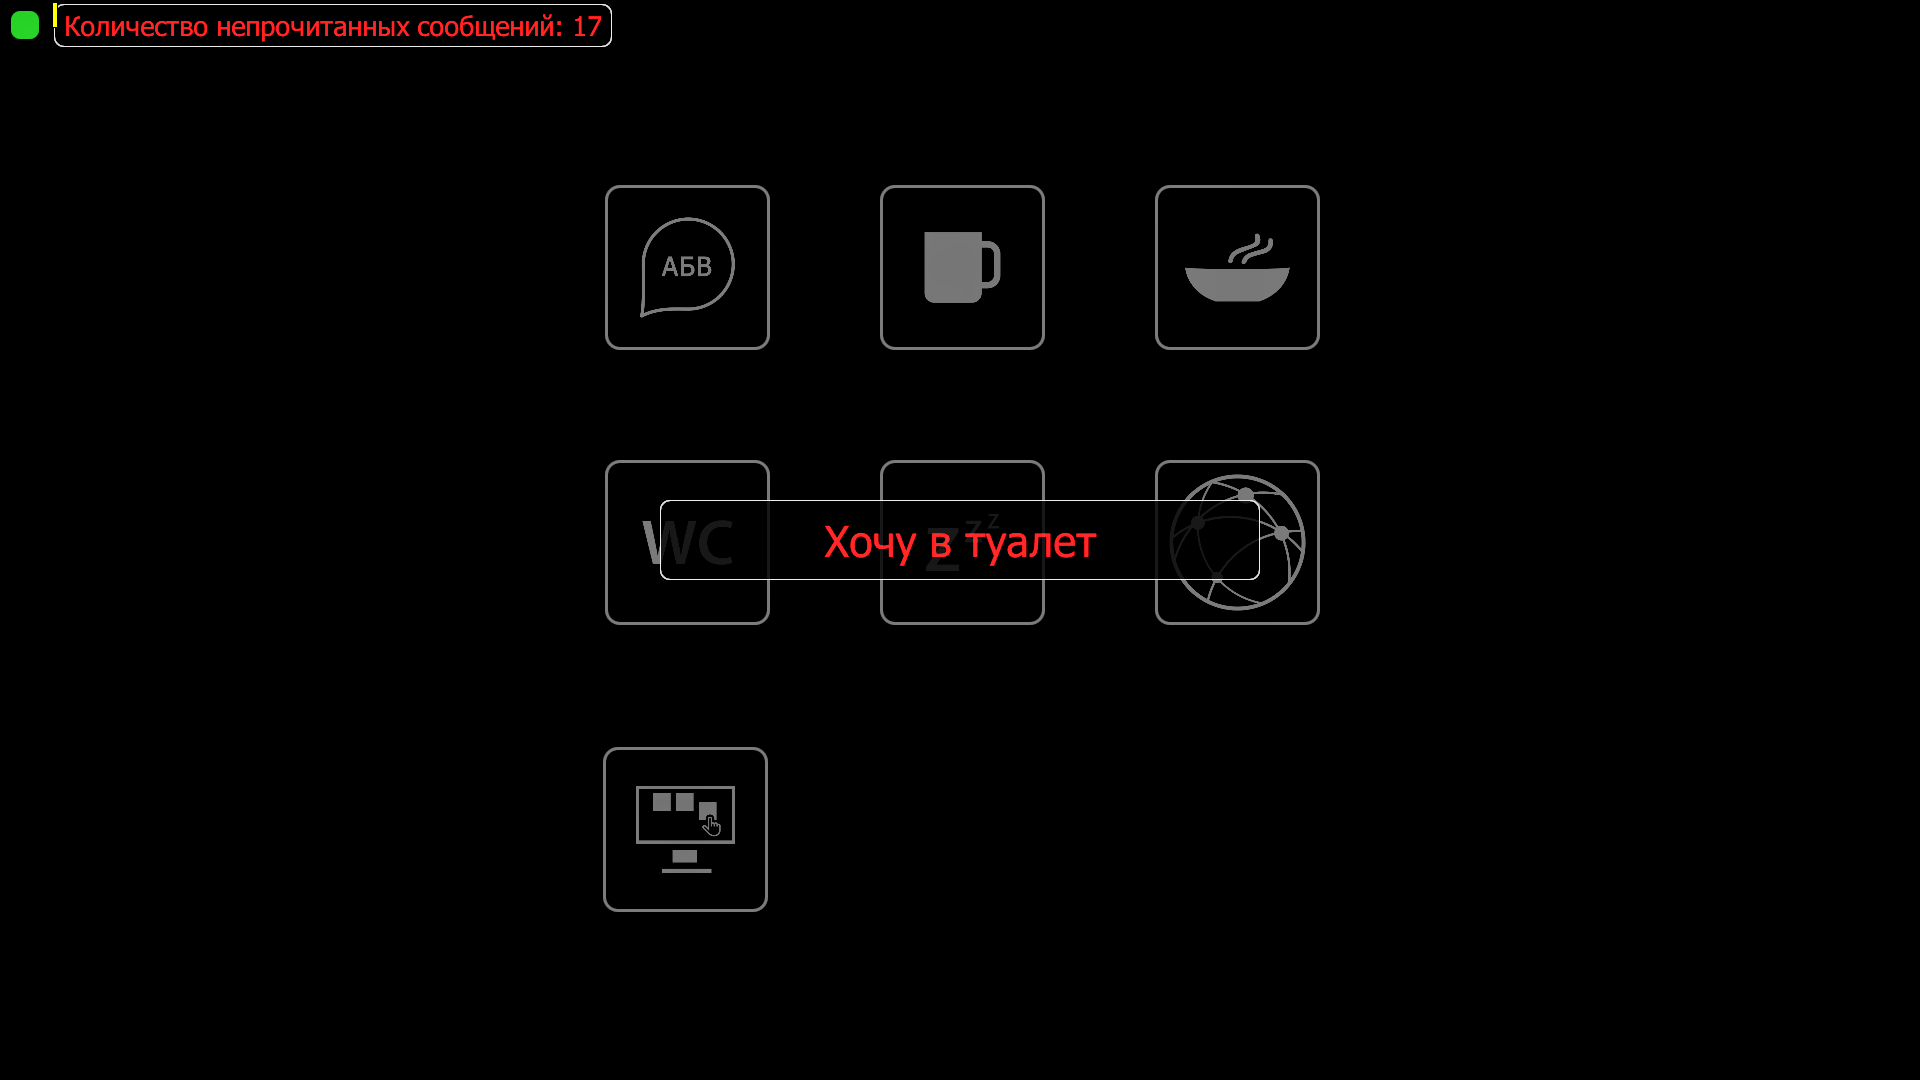 Количество непрочитанных сообщений: 17
АБВ
WC
Хочу в туалет
z z z